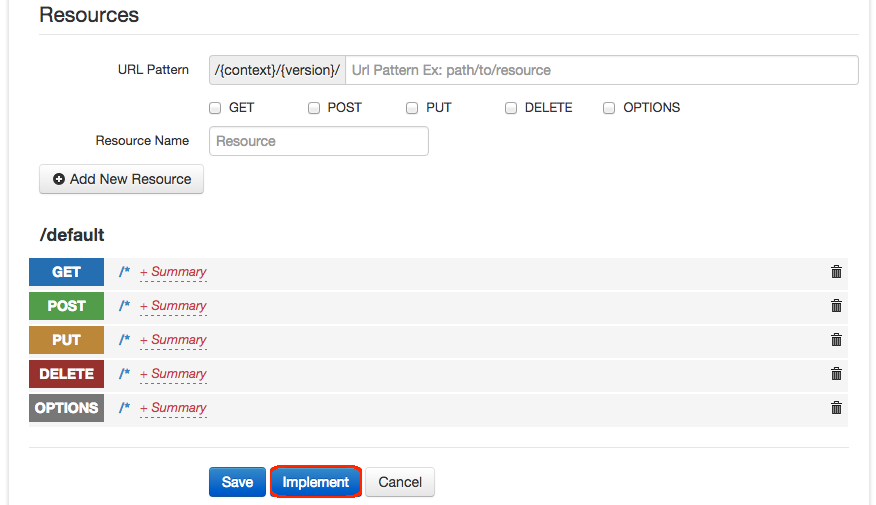 Resources
URL Pattern /{context}/{version}/ Url Pattern Ex: path/to/resource
GET POST PUT DELETE OPTIONS
Resource Name Resource
Add New Resource
/default
GET /* + Summary
POST /* + Summary
PUT /* + Summary
DELETE /* + Summary
OPTIONS /* + Summary
Save Implement Cancel